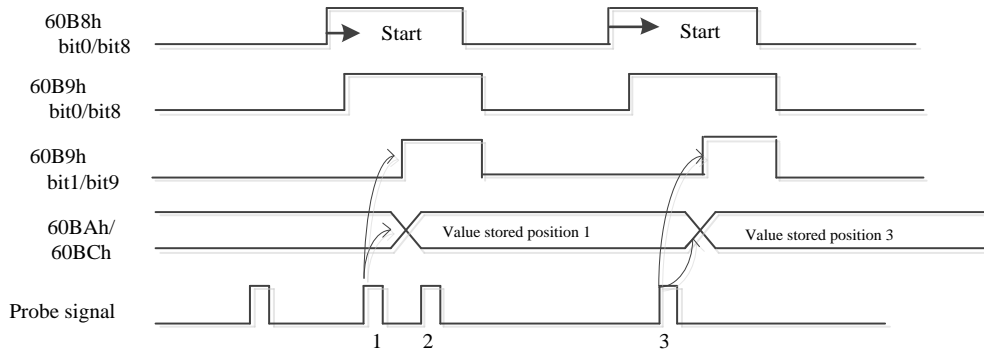 60B8h
bit0/bit8
Start
Start
60B9h
bit0/bit8
60B9h
bit1/bit9
60BAh/
60BCh
Value stored position 1
Value stored position 3
Probe signal
1
2
3